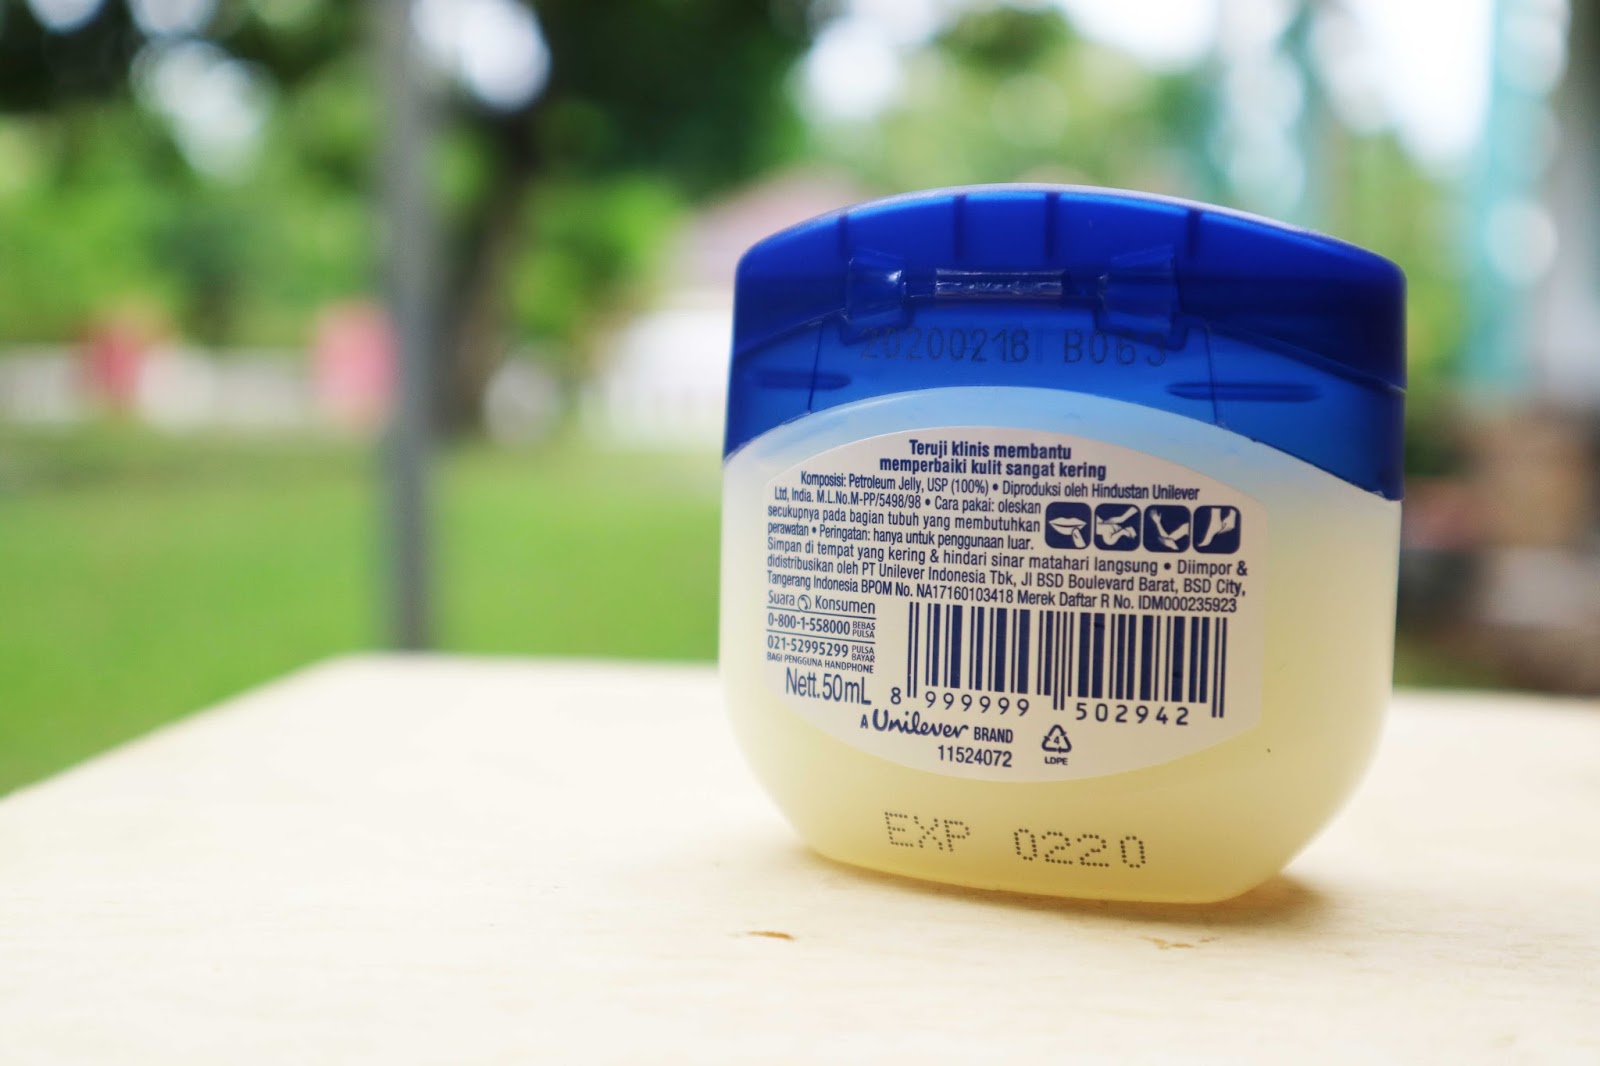 20200218 B063
Teruji klinis membantu
memperbaiki kulit sangat kering
Komposisi: Petroleum Jelly, USP (100%) • Diproduksi oleh Hindustan Unilever
Ltd, India. M.L.No.M-PP/5498/98 • Cara pakai: oleskan
secukupnya pada bagian tubuh yang membutuhkan
perawatan • Peringatan: hanya untuk penggunaan luar.
Simpan di tempat yang kering & hindari sinar matahari langsung • Diimpor &
didistribusikan oleh PT Unilever Indonesia Tbk, Jl BSD Boulevard Barat, BSD City,
Tangerang Indonesia BPOM No. NA17160103418 Merek Daftar R No. IDM000235923
Suara Konsumen
0-800-1-558000 BEBAS PULSA
021-52995299 PULSA BAYAR
BAGI PENGGUNA HANDPHONE
Nett. 50mL
8 999999 502942
A Unilever BRAND
11524072
4
LDPE
EXP 0220